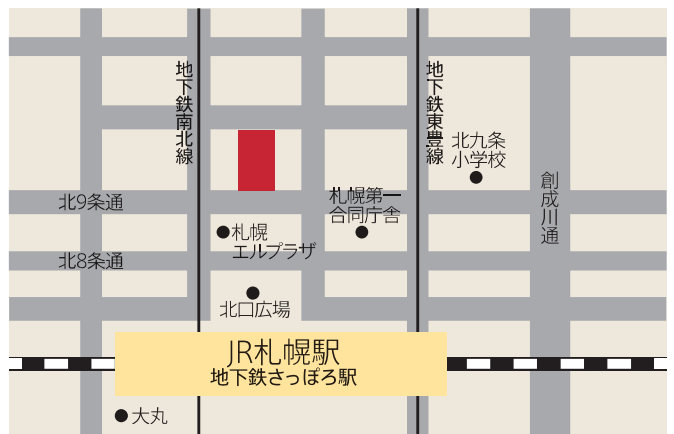 地下鉄南北線
地下鉄東豊線
北九条
小学校
創成川通
北9条通
札幌第一
合同庁舎
札幌
エルプラザ
北8条通
北口広場
JR札幌駅
地下鉄さっぽろ駅
大丸